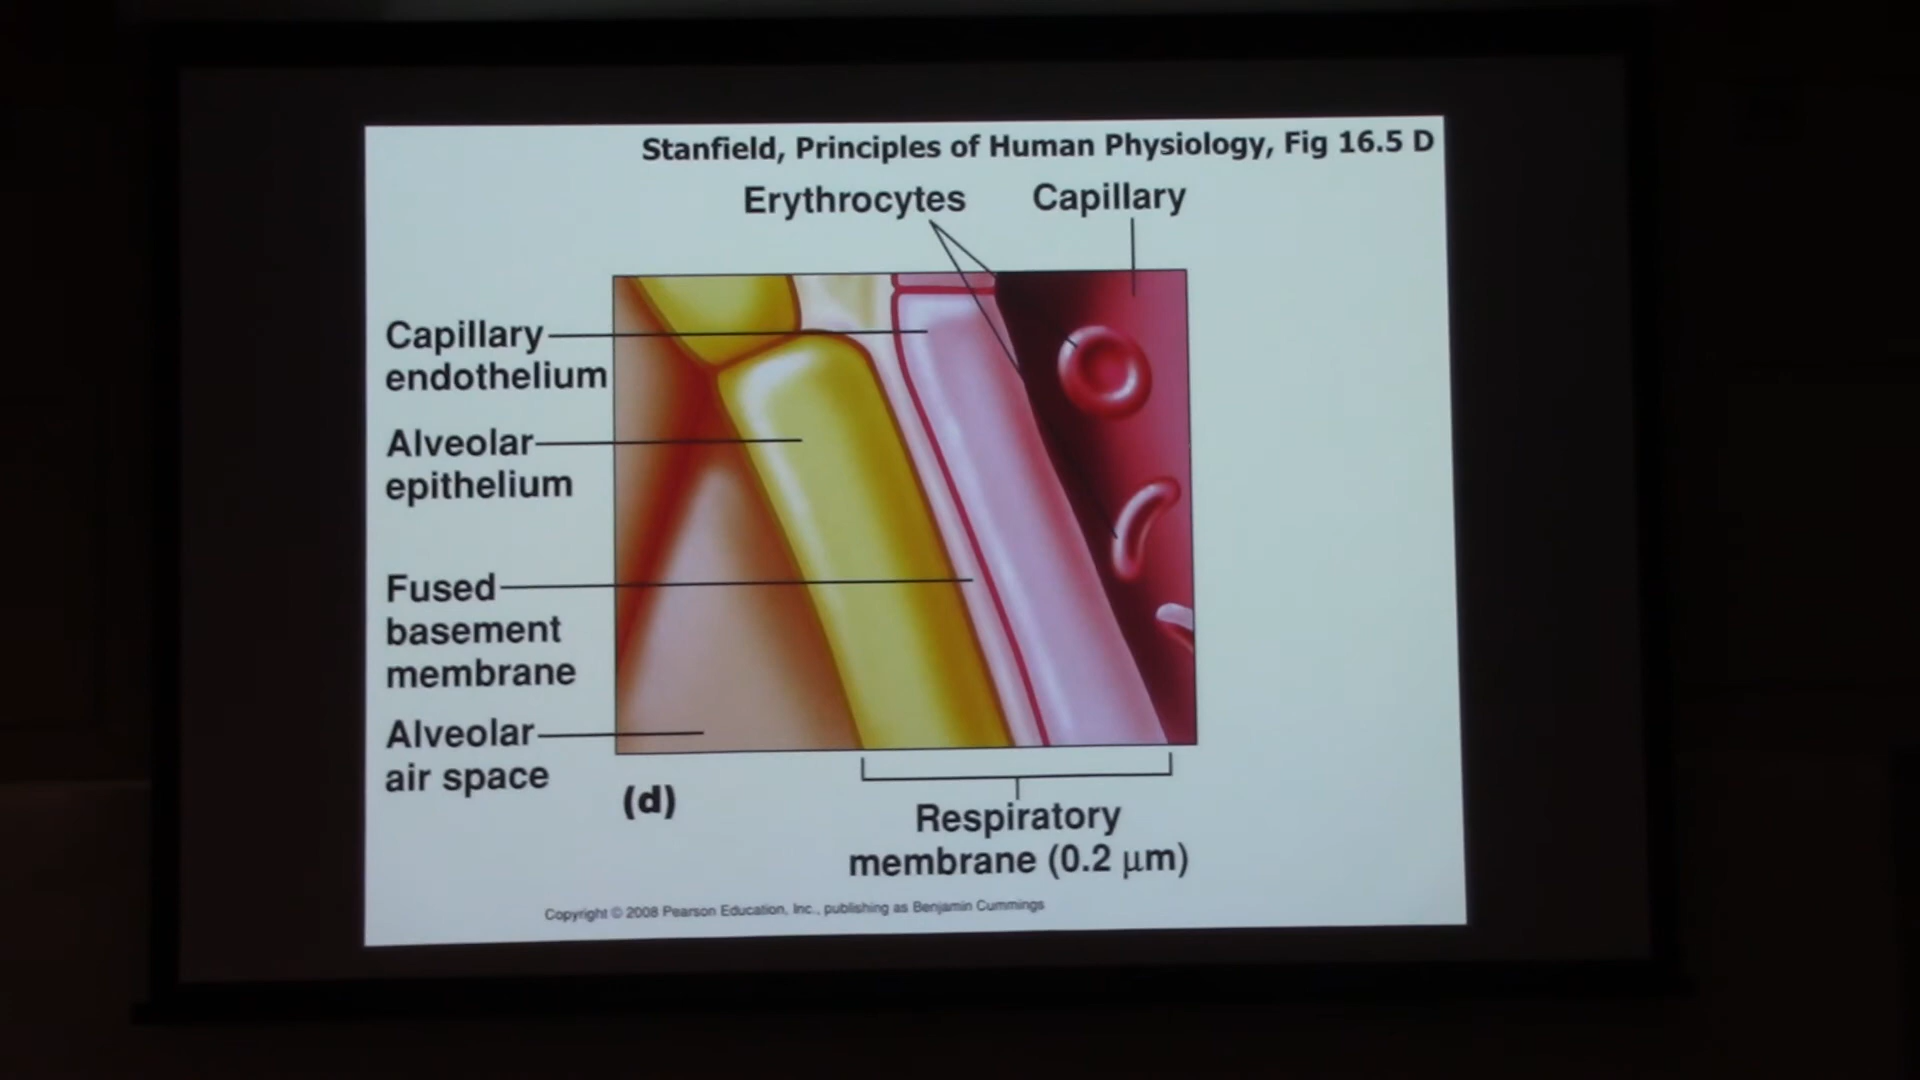 Stanfield, Principles of Human Physiology, Fig 16.5 D
Erythrocytes
Capillary
Capillary
endothelium
Alveolar
epithelium
Fused
basement
membrane
Alveolar
air space
(d)
Respiratory
membrane (0.2 μm)
Copyright © 2008 Pearson Education, Inc., publishing as Benjamin Cummings